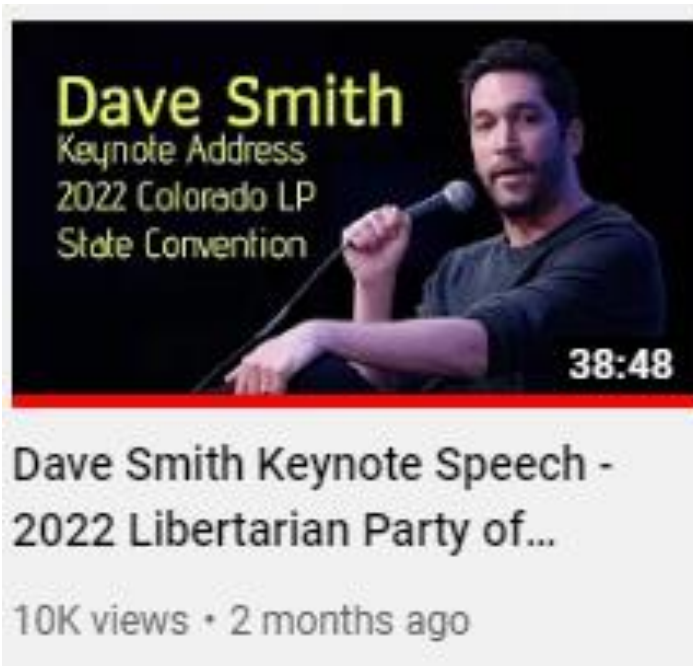 Dave Smith
Keynote Address
2022 Colorado LP
State Convention
38:48
Dave Smith Keynote Speech -
2022 Libertarian Party of...
10K views • 2 months ago